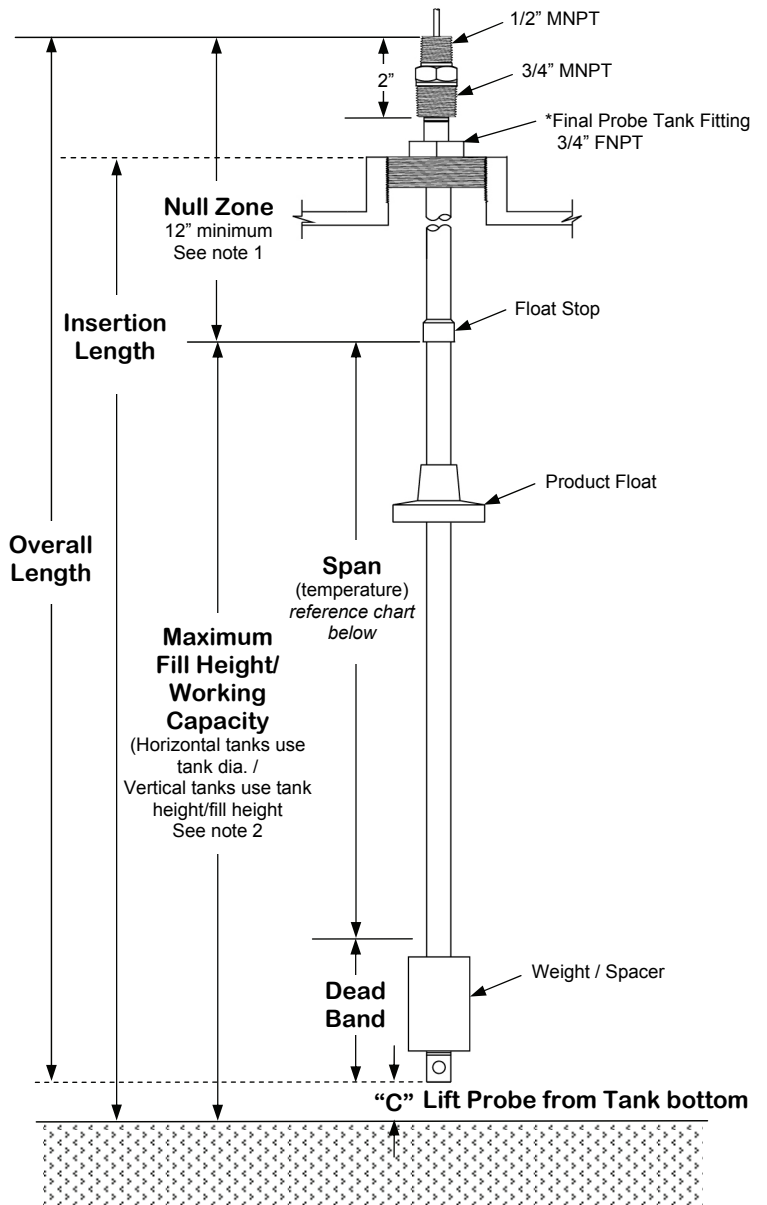 1/2” MNPT
2”
3/4” MNPT
*Final Probe Tank Fitting
3/4” FNPT
Null Zone
12” minimum
See note 1
Float Stop
Insertion
Length
Product Float
Overall
Length
Span
(temperature)
reference chart
below
Maximum
Fill Height/
Working
Capacity
(Horizontal tanks use
tank dia. /
Vertical tanks use tank
height/fill height
See note 2
Weight / Spacer
Dead
Band
“C” Lift Probe from Tank bottom